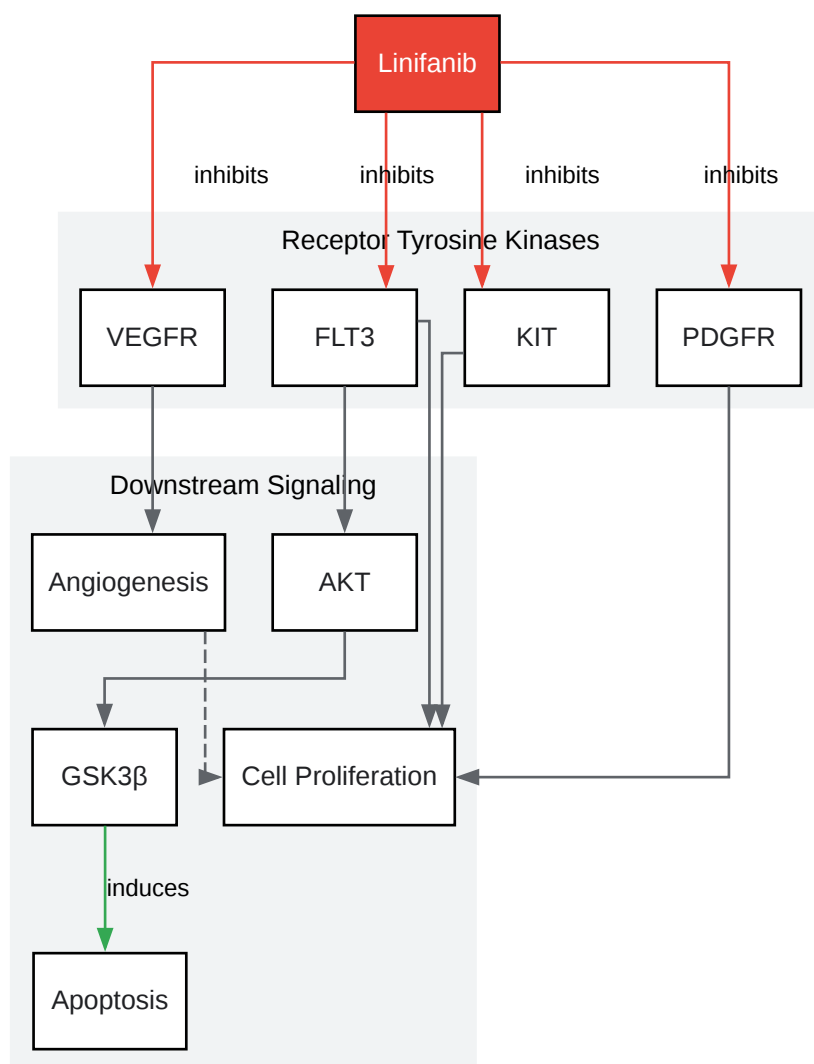 Linifanib
inhibits inhibits inhibits inhibits
Receptor Tyrosine Kinases
VEGFR FLT3 KIT PDGFR
Downstream Signaling
Angiogenesis AKT
GSK3β Cell Proliferation
induces
Apoptosis